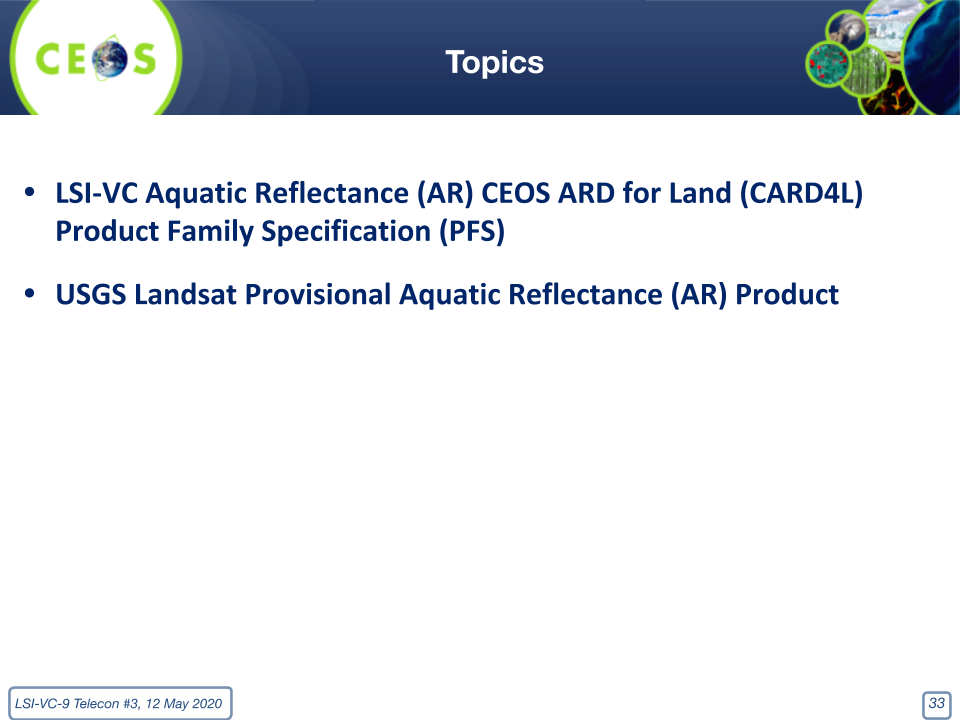 CEOS
Topics
• LSI-VC Aquatic Reflectance (AR) CEOS ARD for Land (CARD4L)
Product Family Specification (PFS)
• USGS Landsat Provisional Aquatic Reflectance (AR) Product
LSI-VC-9 Telecon #3, 12 May 2020
33